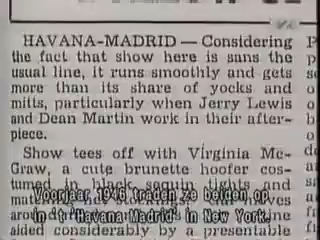 HAVANA-MADRID — Considering
the fact that show here is sans the
usual line, it runs smoothly and gets
more than its share of yocks and
mitts, particularly when Jerry Lewis
and Dean Martin work in their after-
piece.
Show tees off with Virginia Mc-
Graw, a cute brunette hoofer cos-
tumed in black sequin tights and
around
aided considerably by a presentable
Voorjaar 1946 traden ze beiden op
in de "Havana Madrid" in New York.